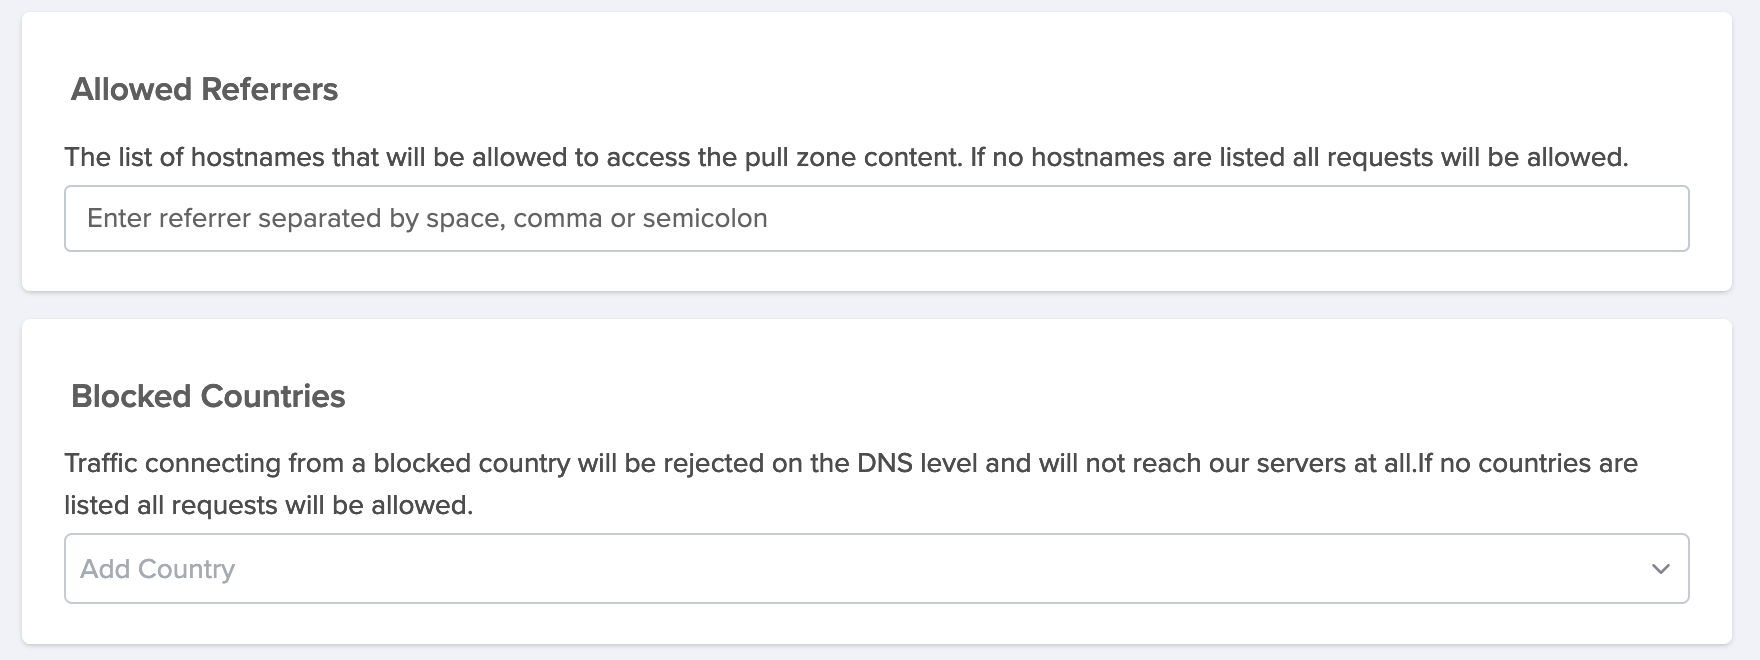 Allowed Referrers
The list of hostnames that will be allowed to access the pull zone content. If no hostnames are listed all requests will be allowed.
Enter referrer separated by space, comma or semicolon
Blocked Countries
Traffic connecting from a blocked country will be rejected on the DNS level and will not reach our servers at all.If no countries are
listed all requests will be allowed.
Add Country